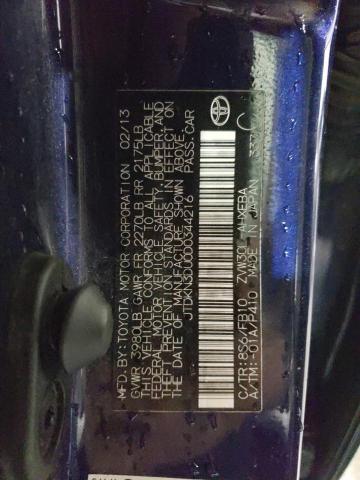 MFD.BY:TOYOTA MOTOR CORPORATION 02/13
GVWR 3980LB GAWR FR 2270LB RR 2175LB
THIS VEHICLE CONFORMS TO ALL APPLICABLE
FEDERAL MOTOR VEHICLE SAFETY, BUMPER, AND
THEFT PREVENTION STANDARDS IN EFFECT ON
THE DATE OF MANUFACTURE SHOWN ABOVE.
JTDKN3DU0D0344216 PASS.CAR
C/TR:8S6/FB10 ZVW30L-AHXEBA
A/TM:-01A/P410 MADE IN JAPAN